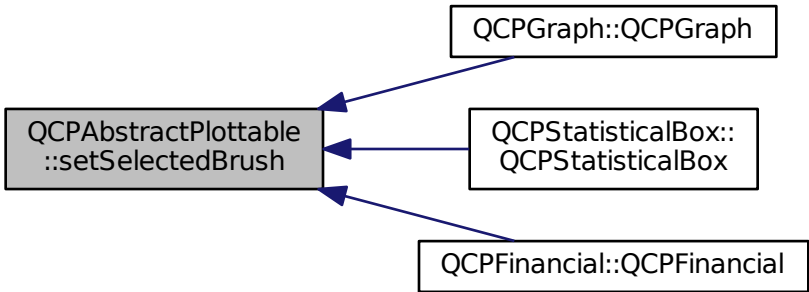 QCPGraph::QCPGraph
QCPAbstractPlottable
::setSelectedBrush
QCPStatisticalBox::
QCPStatisticalBox
QCPFinancial::QCPFinancial